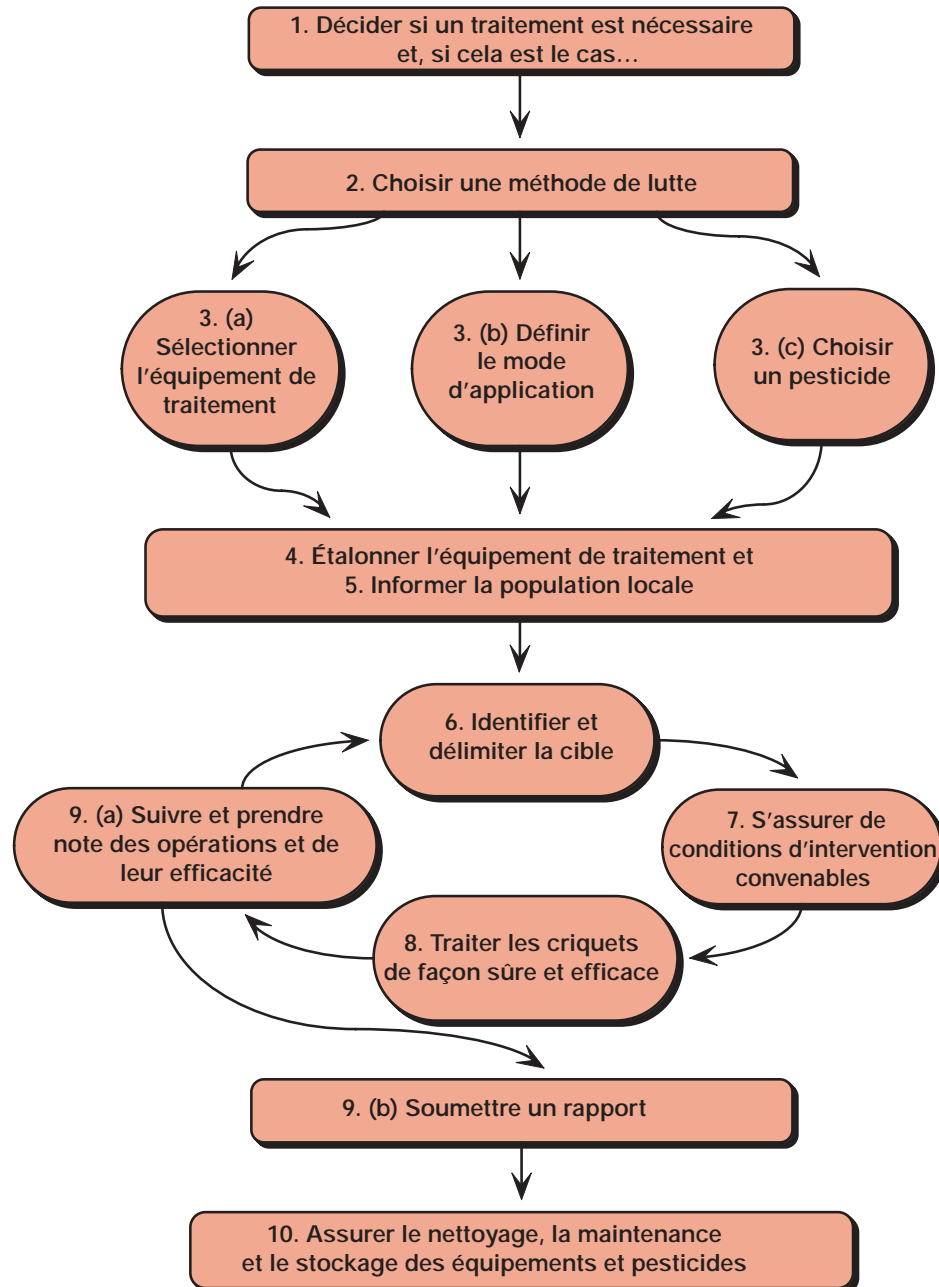 1. Décider si un traitement est nécessaire
et, si cela est le cas…
2. Choisir une méthode de lutte
3. (a)
Sélectionner
l'équipement de
traitement
3. (b) Définir
le mode
d'application
3. (c) Choisir
un pesticide
4. Étalonner l'équipement de traitement et
5. Informer la population locale
6. Identifier et
délimiter la cible
7. S'assurer de
conditions d'intervention
convenables
8. Traiter les criquets
de façon sûre et efficace
9. (a) Suivre et prendre
note des opérations et de
leur efficacité
9. (b) Soumettre un rapport
10. Assurer le nettoyage, la maintenance
et le stockage des équipements et pesticides